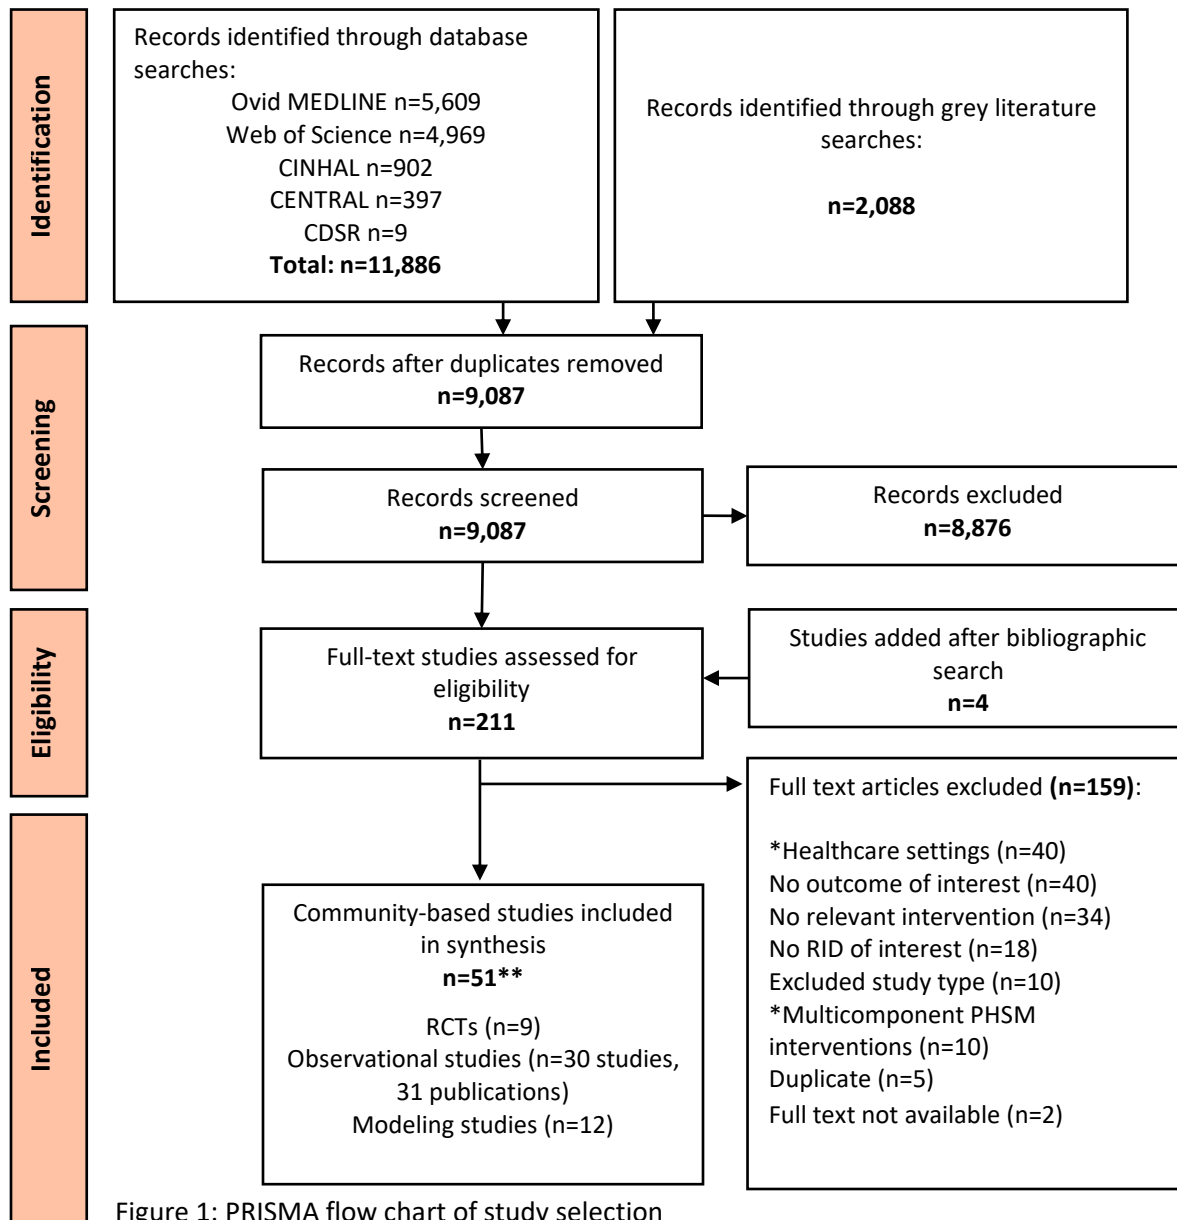 Identification
Records identified through database
searches:
Ovid MEDLINE n=5,609
Web of Science n=4,969
CINHAL n=902
CENTRAL n=397
CDSR n=9
Total: n=11,886
Records identified through grey literature
searches:
n=2,088
Screening
Records after duplicates removed
n=9,087
Records screened
n=9,087
Records excluded
n=8,876
Eligibility
Full-text studies assessed for
eligibility
n=211
Studies added after bibliographic
search
n=4
Included
Full text articles excluded (n=159):
*Healthcare settings (n=40)
No outcome of interest (n=40)
No relevant intervention (n=34)
No RID of interest (n=18)
Excluded study type (n=10)
*Multicomponent PHSM
interventions (n=10)
Duplicate (n=5)
Full text not available (n=2)
Community-based studies included
in synthesis
n=51**
RCTs (n=9)
Observational studies (n=30 studies,
31 publications)
Modeling studies (n=12)
Figure 1: PRISMA flow chart of study selection